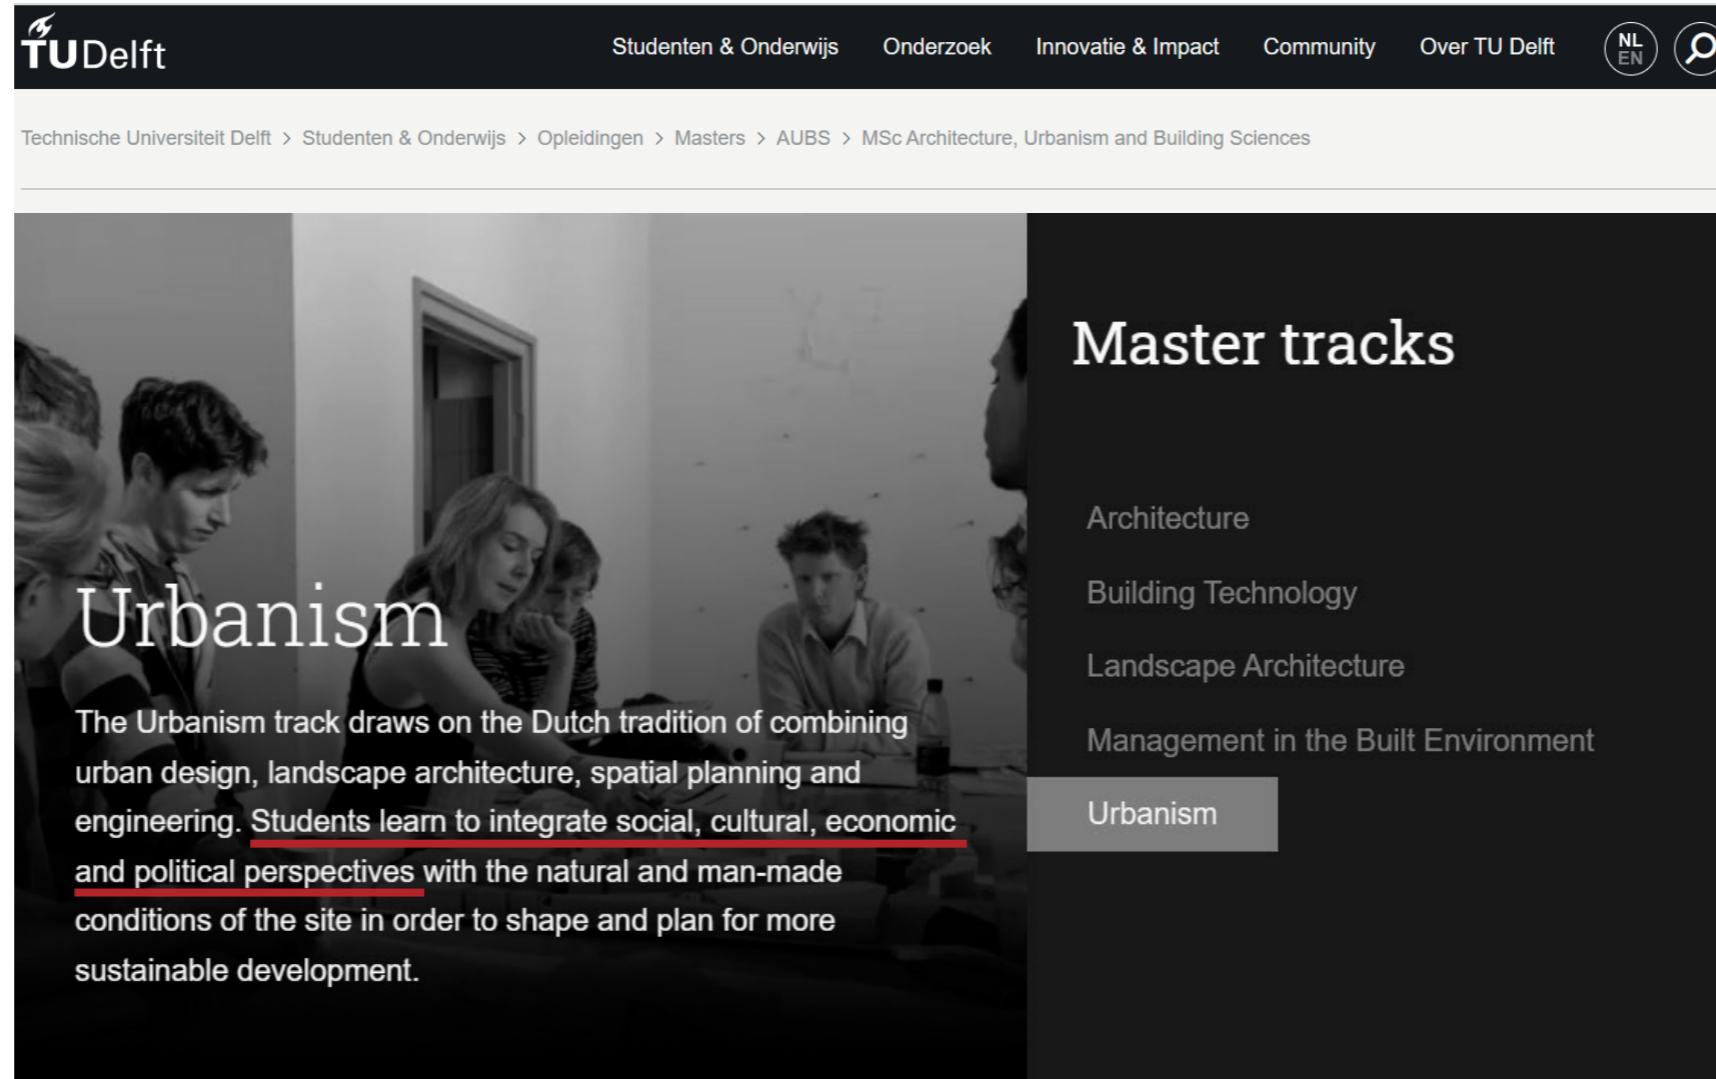 TUDelft
Studenten & Onderwijs
Onderzoek
Innovatie & Impact
Community
Over TU Delft
NL
EN
Technische Universiteit Delft > Studenten & Onderwijs > Opleidingen > Masters > AUBS > MSc Architecture, Urbanism and Building Sciences
Urbanism
The Urbanism track draws on the Dutch tradition of combining
urban design, landscape architecture, spatial planning and
engineering. Students learn to integrate social, cultural, economic
and political perspectives with the natural and man-made
conditions of the site in order to shape and plan for more
sustainable development.
Master tracks
Architecture
Building Technology
Landscape Architecture
Management in the Built Environment
Urbanism